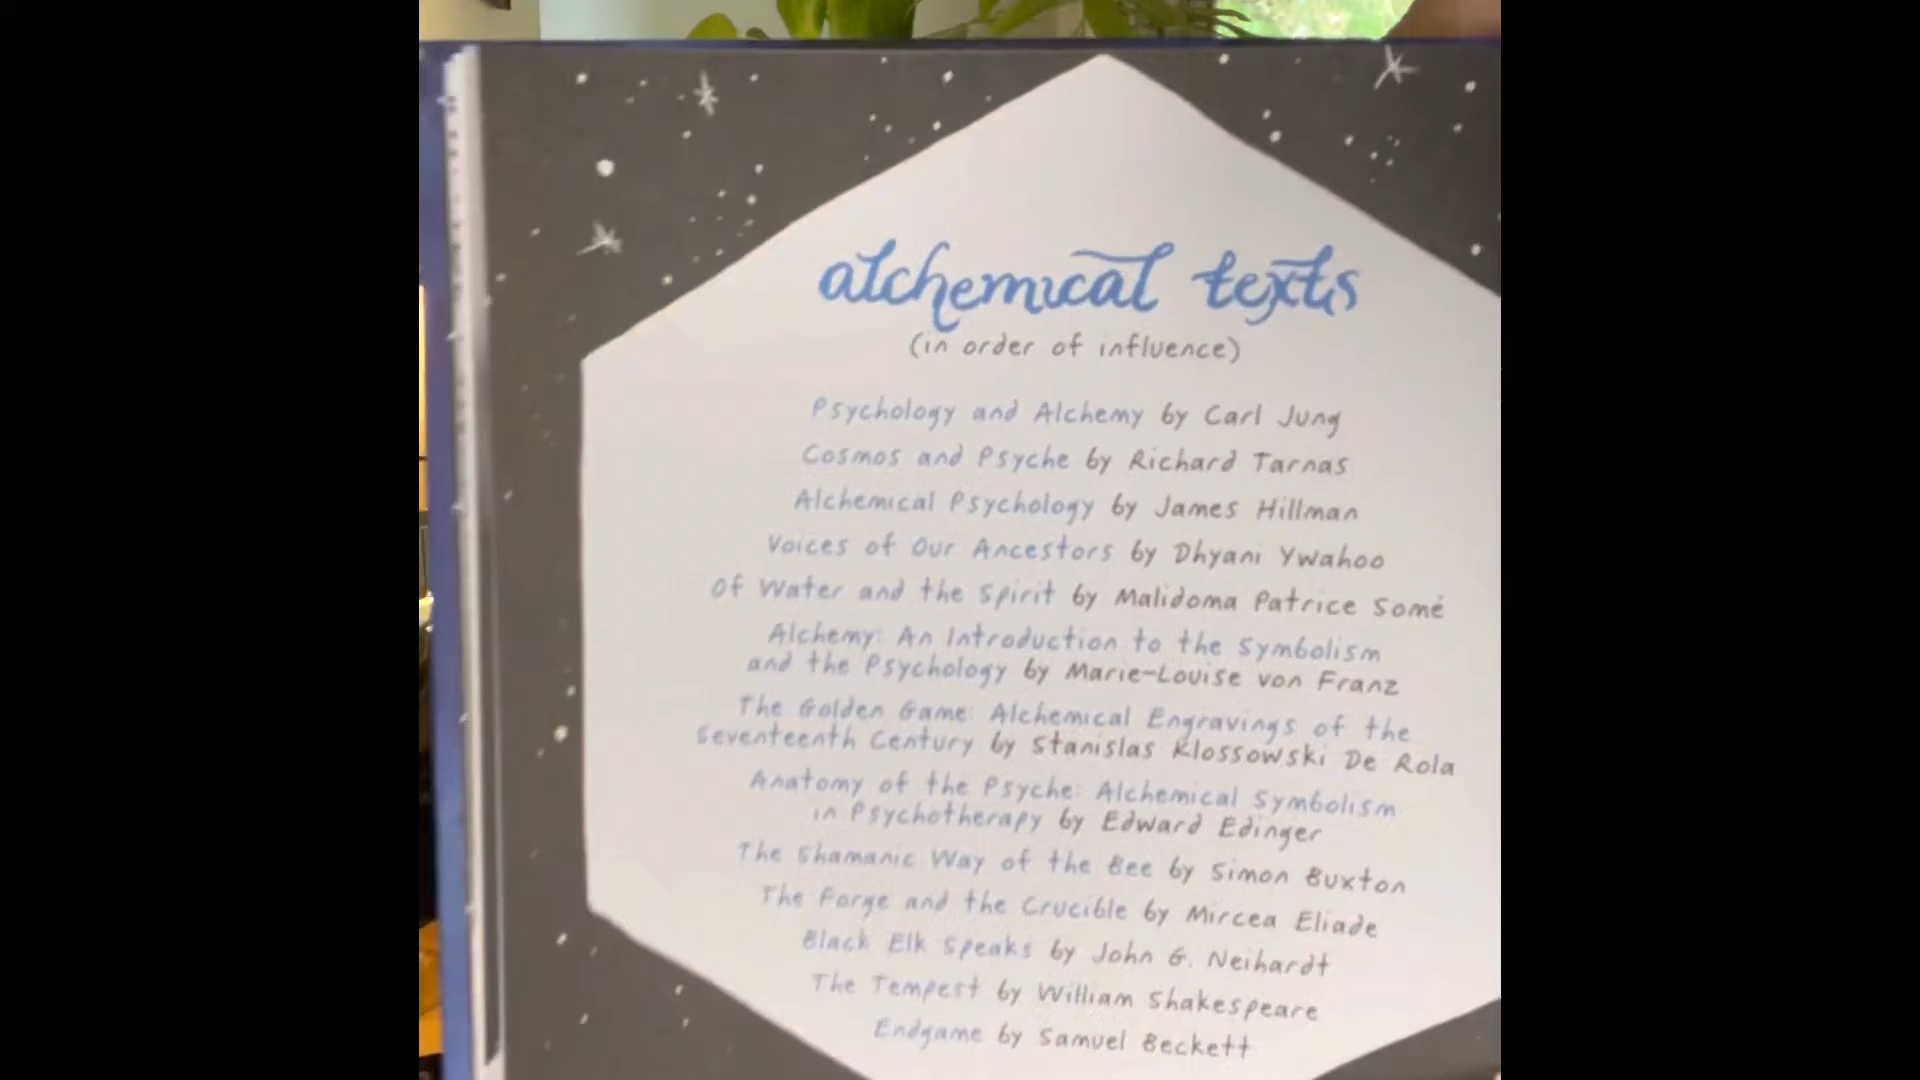 alchemical texts
(in order of influence)
Psychology and Alchemy by Carl Jung
Cosmos and Psyche by Richard Tarnas
Alchemical Psychology by James Hillman
Voices of Our Ancestors by Dhyani Ywahoo
Of Water and the Spirit by Malidoma Patrice Somé
Alchemy: An Introduction to the Symbolism
and the Psychology by Marie-Louise von Franz
The Golden Game: Alchemical Engravings of the
Seventeenth Century by Stanislas Klossowski De Rola
Anatomy of the Psyche: Alchemical Symbolism
in Psychotherapy by Edward Edinger
The Shamanic Way of the Bee by Simon Buxton
The Forge and the Crucible by Mircea Eliade
Black Elk Speaks by John G. Neihardt
The Tempest by William Shakespeare
Endgame by Samuel Beckett